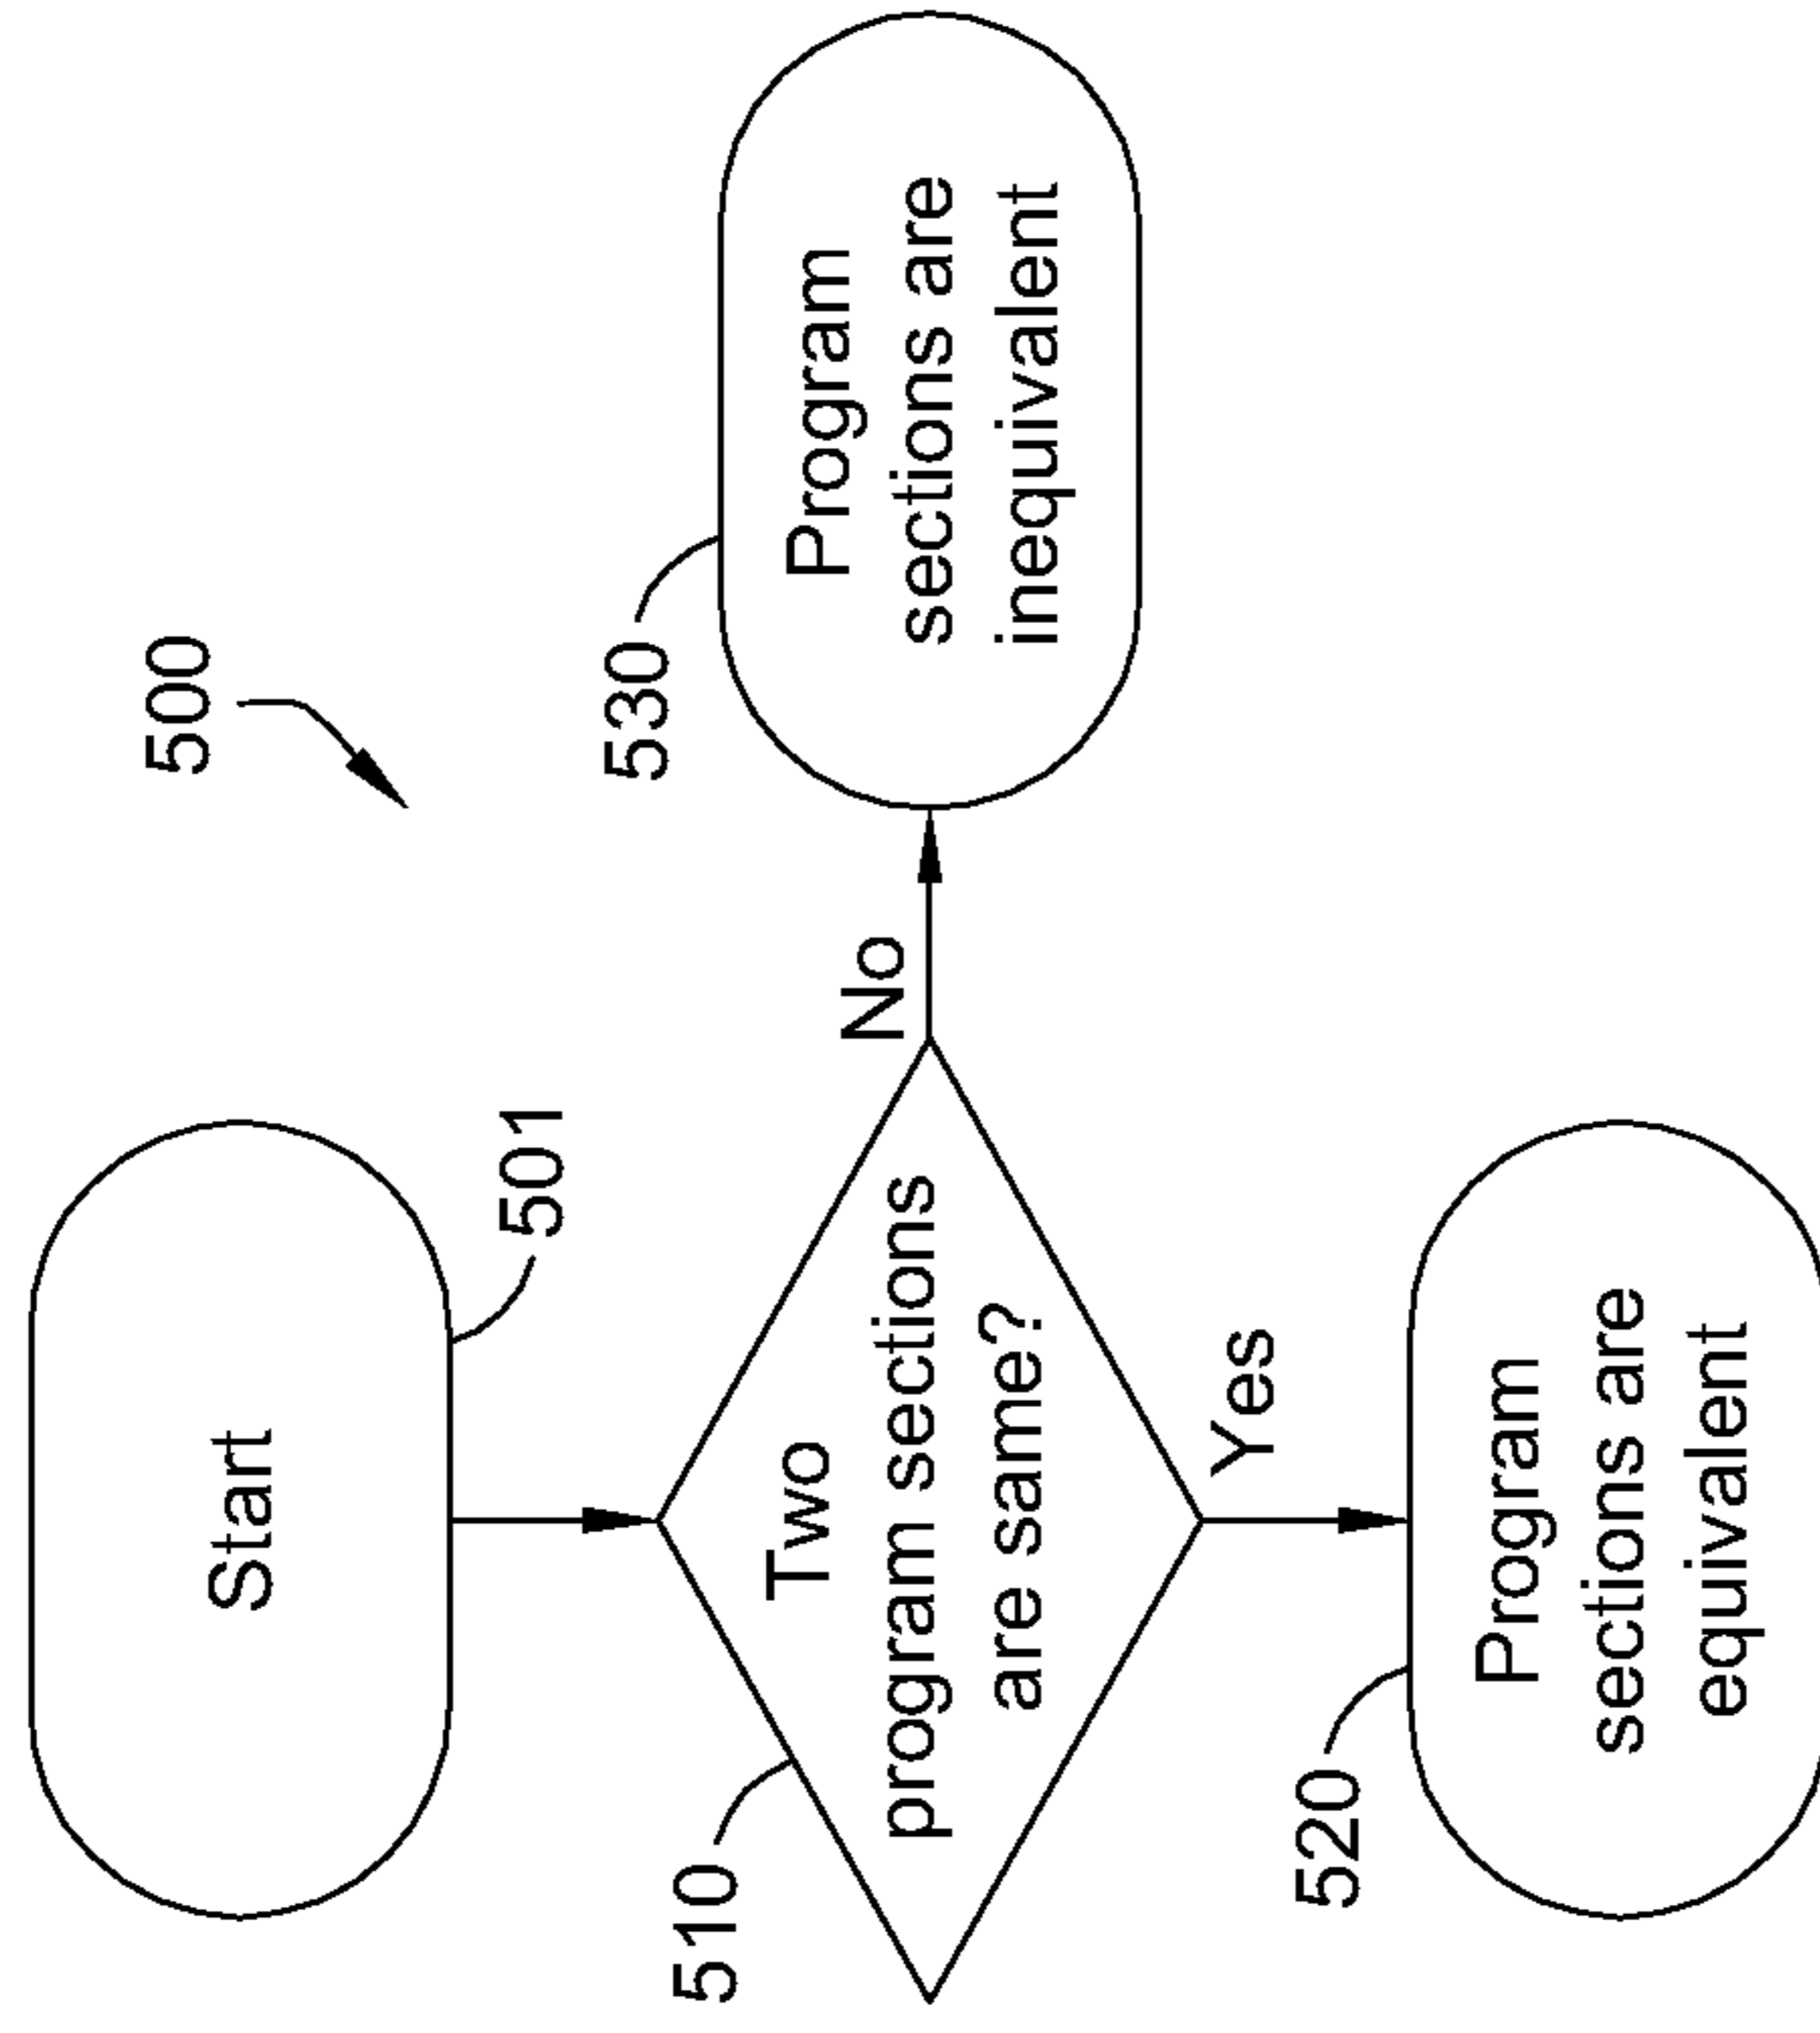 500
Start
501
510
Two
program sections
are same?
No
530
Program
sections are
inequivalent
Yes
520
Program
sections are
equivalent